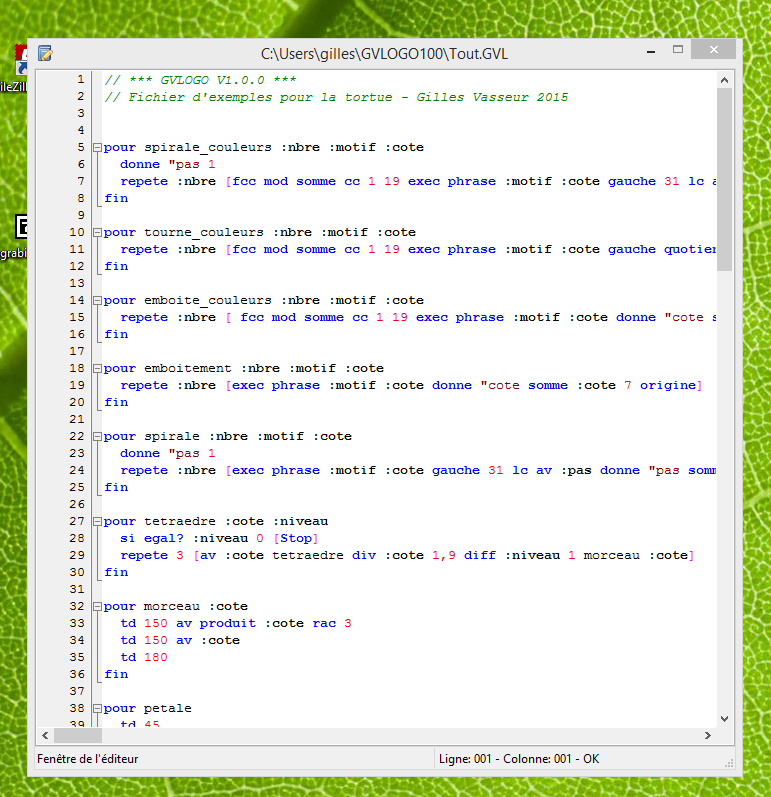 C:\Users\gilles\GVLOGO100\Tout.GVL
1 // *** GVLOGO V1.0.0 ***
2 // Fichier d'exemples pour la tortue - Gilles Vasseur 2015
3
4
5 pour spirale_couleurs :nbre :motif :cote
6 donne "pas 1
7 repete :nbre [fcc mod somme cc 1 19 exec phrase :motif :cote gauche 31 lc a
8 fin
9
10 pour tourne_couleurs :nbre :motif :cote
11 repete :nbre [fcc mod somme cc 1 19 exec phrase :motif :cote gauche quotien
12 fin
13
14 pour emboite_couleurs :nbre :motif :cote
15 repete :nbre [ fcc mod somme cc 1 19 exec phrase :motif :cote donne "cote s
16 fin
17
18 pour emboitement :nbre :motif :cote
19 repete :nbre [exec phrase :motif :cote donne "cote somme :cote 7 origine]
20 fin
21
22 pour spirale :nbre :motif :cote
23 donne "pas 1
24 repete :nbre [exec phrase :motif :cote gauche 31 lc av :pas donne "pas somm
25 fin
26
27 pour tetraedre :cote :niveau
28 si egal? :niveau 0 [Stop]
29 repete 3 [av :cote tetraedre div :cote 1,9 diff :niveau 1 morceau :cote]
30 fin
31
32 pour morceau :cote
33 td 150 av produit :cote rac 3
34 td 150 av :cote
35 td 180
36 fin
37
38 pour petale
39 td 45
Fenêtre de l'éditeur
Ligne: 001 - Colonne: 001 - OK
ileZill
grabi